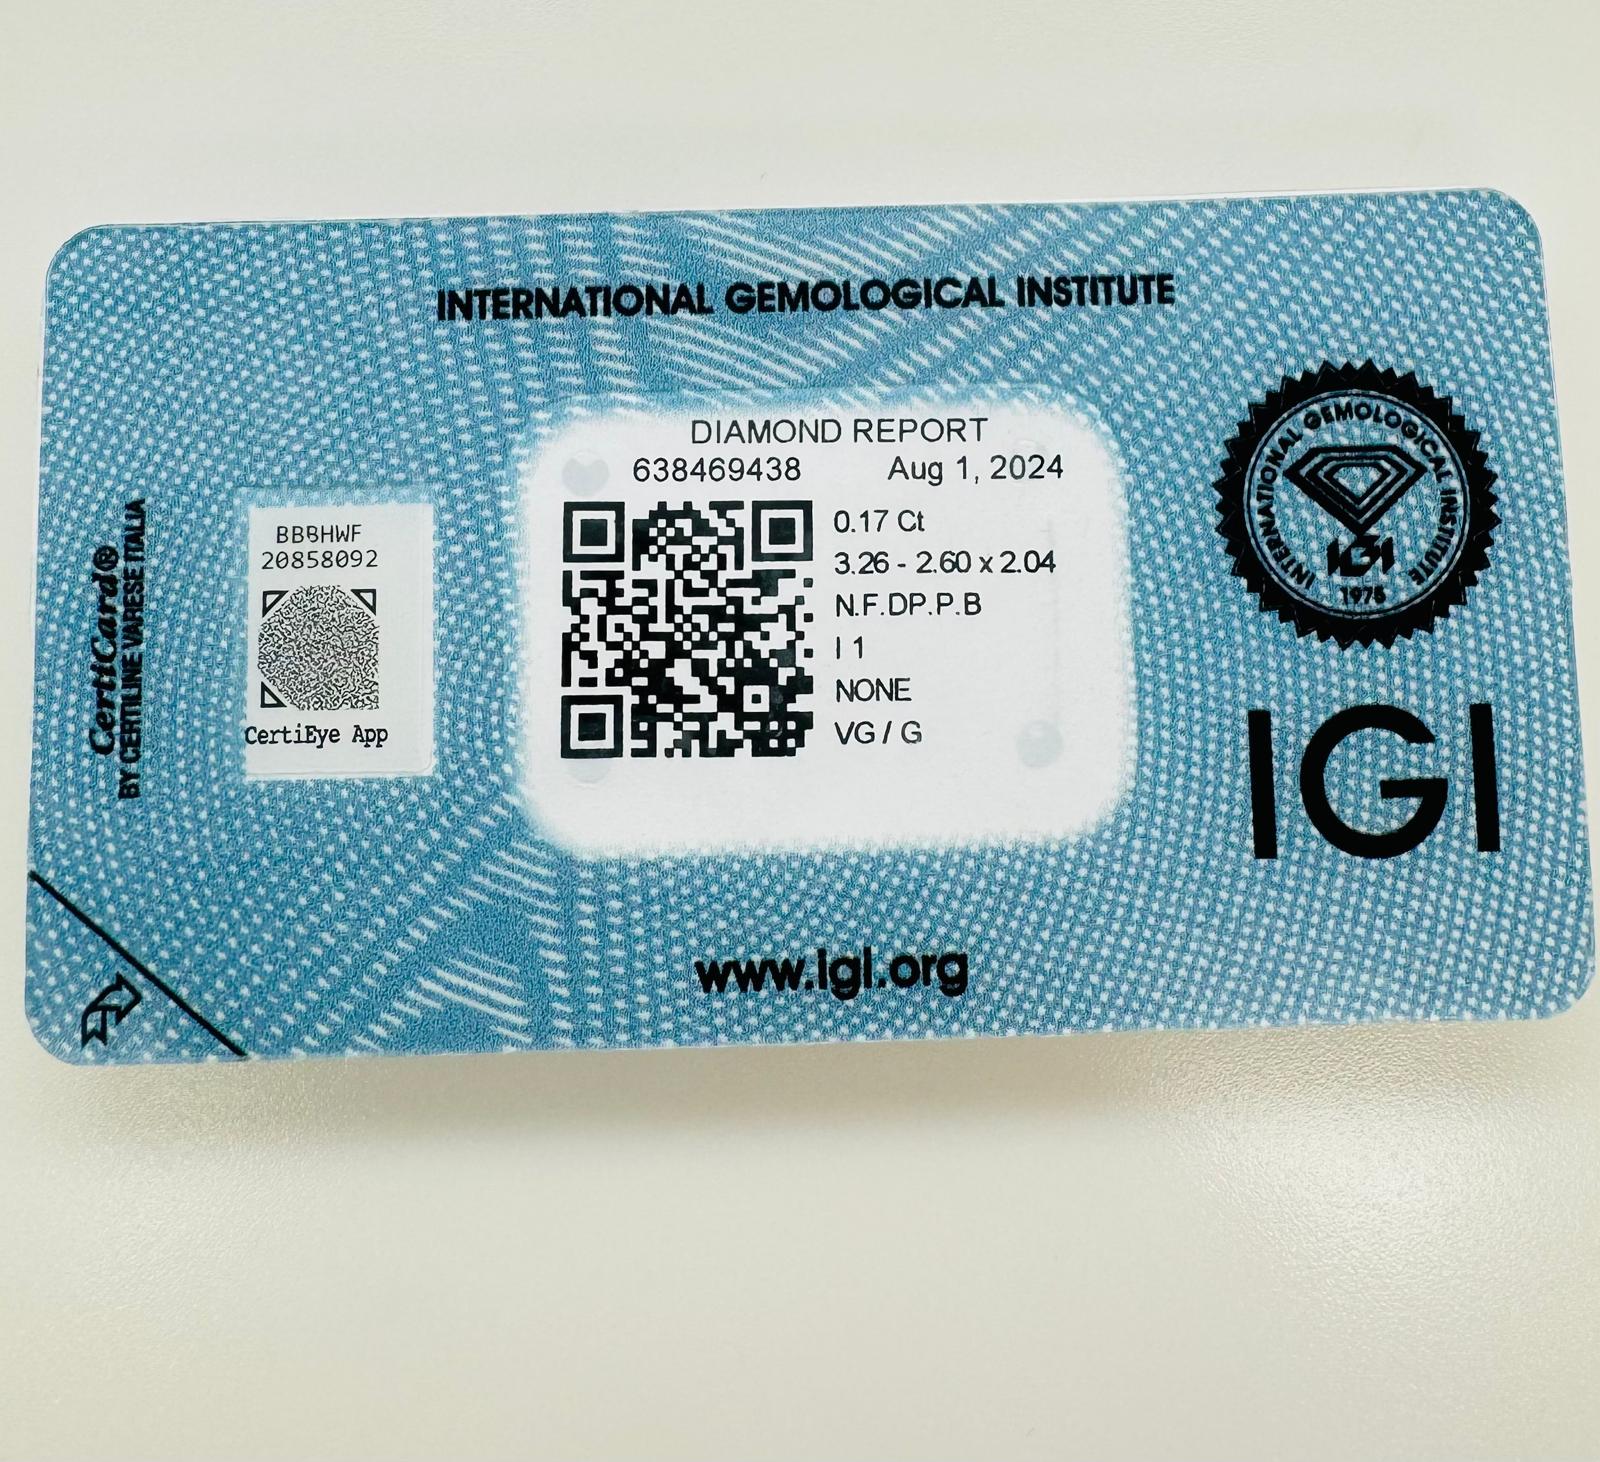 INTERNATIONAL GEMOLOGICAL INSTITUTE
CertiCard®
BY CERTILINE VARESE ITALIA
BBBHWF
20858092
CertiEye App
DIAMOND REPORT
638469438 Aug 1, 2024
0.17 Ct
3.26 - 2.60 x 2.04
N.F.DP.P.B
I 1
NONE
VG / G
INTERNATIONAL GEMOLOGICAL INSTITUTE
IGI
1975
IGI
www.igi.org